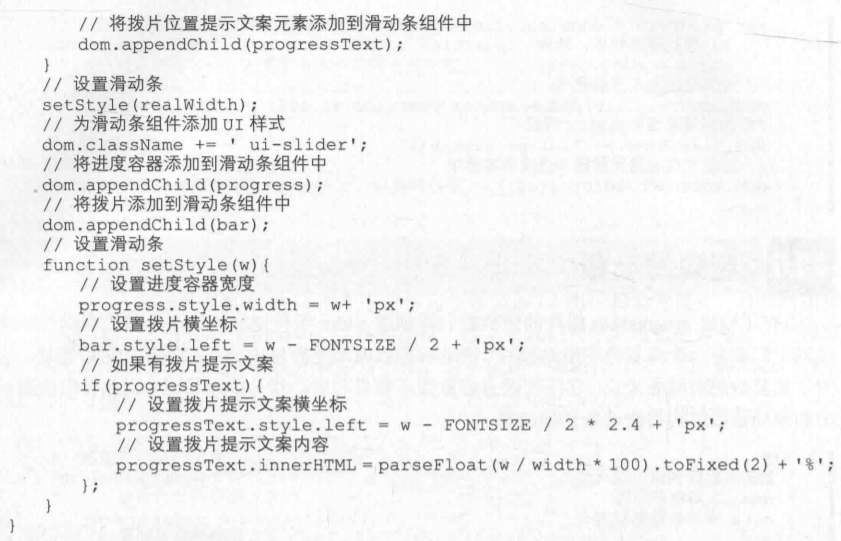 // 将拨片位置提示文案元素添加到滑动条组件中
dom.appendChild(progressText);
}
// 设置滑动条
setStyle(realWidth);
// 为滑动条组件添加 UI 样式
dom.className += ' ui-slider';
// 将进度容器添加到滑动条组件中
dom.appendChild(progress);
// 将拨片添加到滑动条组件中
dom.appendChild(bar);
// 设置滑动条
function setStyle(w){
// 设置进度容器宽度
progress.style.width = w+ 'px';
// 设置拨片横坐标
bar.style.left = w - FONTSIZE / 2 + 'px';
// 如果有拨片提示文案
if(progressText){
// 设置拨片提示文案横坐标
progressText.style.left = w - FONTSIZE / 2 * 2.4 + 'px';
// 设置拨片提示文案内容
progressText.innerHTML = parseFloat(w / width * 100).toFixed(2) + '%';
};
}
}